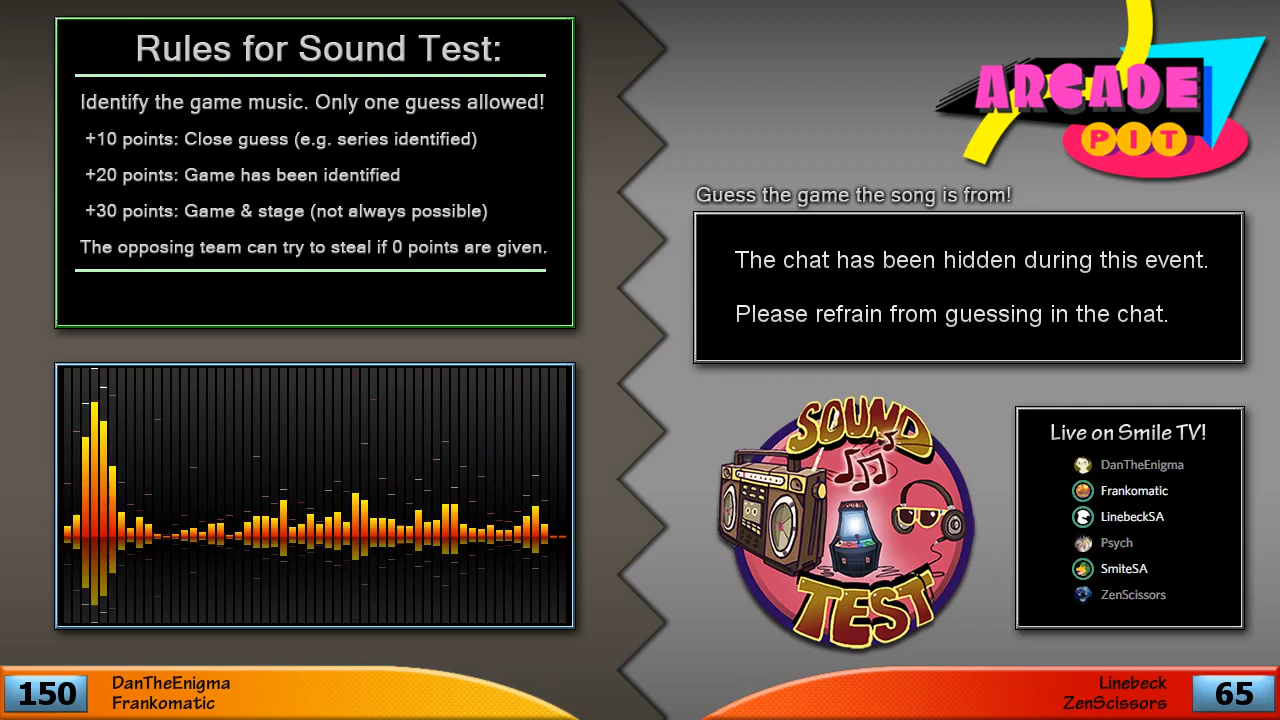 Rules for Sound Test:
Identify the game music. Only one guess allowed!
+10 points: Close guess (e.g. series identified)
+20 points: Game has been identified
+30 points: Game & stage (not always possible)
The opposing team can try to steal if 0 points are given.
ARCADE
PIT
Guess the game the song is from!
The chat has been hidden during this event.
Please refrain from guessing in the chat.
SOUND
TEST
Live on Smile TV!
DanTheEnigma
Frankomatic
LinebeckSA
Psych
SmiteSA
ZenScissors
150
DanTheEnigma
Frankomatic
Linebeck
ZenScissors
65